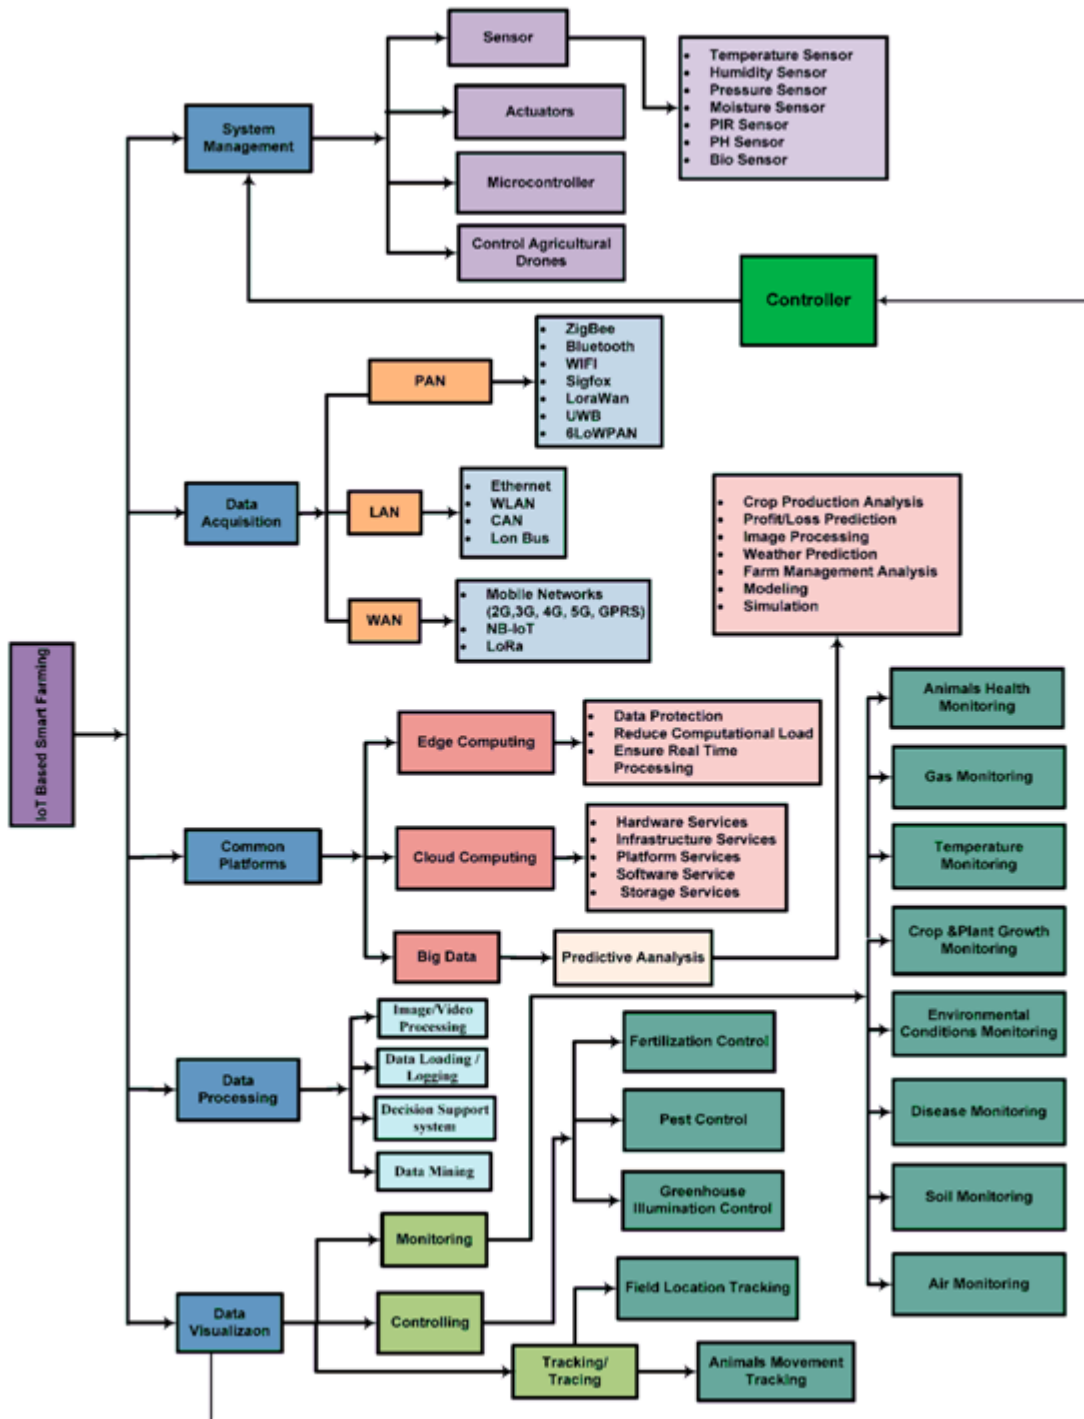 IoT Based Smart Farming
System
Management
Sensor
• Temperature Sensor
• Humidity Sensor
• Pressure Sensor
• Moisture Sensor
• PIR Sensor
• PH Sensor
• Bio Sensor
Actuators
Microcontroller
Control Agricultural
Drones
Controller
Data
Acquisition
PAN
• ZigBee
• Bluetooth
• WIFI
• Sigfox
• LoraWan
• UWB
• 6LoWPAN
LAN
• Ethernet
• WLAN
• CAN
• Lon Bus
WAN
• Mobile Networks
(2G,3G, 4G, 5G, GPRS)
• NB-IoT
• LoRa
Common
Platforms
Edge Computing
• Data Protection
• Reduce Computational Load
• Ensure Real Time
Processing
Cloud Computing
• Hardware Services
• Infrastructure Services
• Platform Services
• Software Service
• Storage Services
Big Data
Predictive Aanalysis
• Crop Production Analysis
• Profit/Loss Prediction
• Image Processing
• Weather Prediction
• Farm Management Analysis
• Modeling
• Simulation
Data
Processing
Image/Video
Processing
Data Loading /
Logging
Decision Support
system
Data Mining
Data
Visualizaon
Monitoring
Animals Health
Monitoring
Gas Monitoring
Temperature
Monitoring
Crop &Plant Growth
Monitoring
Environmental
Conditions Monitoring
Disease Monitoring
Soil Monitoring
Air Monitoring
Controlling
Fertilization Control
Pest Control
Greenhouse
Illumination Control
Tracking/
Tracing
Field Location Tracking
Animals Movement
Tracking